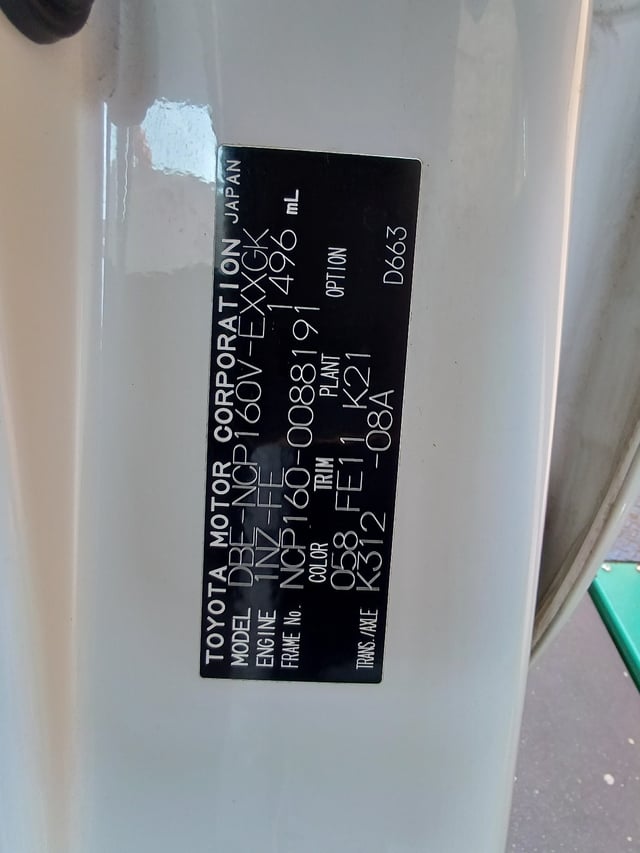 TOYOTA MOTOR CORPORATION JAPAN
MODEL DBE-NCP160V-EXXGK
ENGINE 1NZ-FE 1496 mL
FRAME No. NCP160-0088191
COLOR TRIM PLANT OPTION
058 FE11 K21
TRANS./AXLE K312 -08A D663